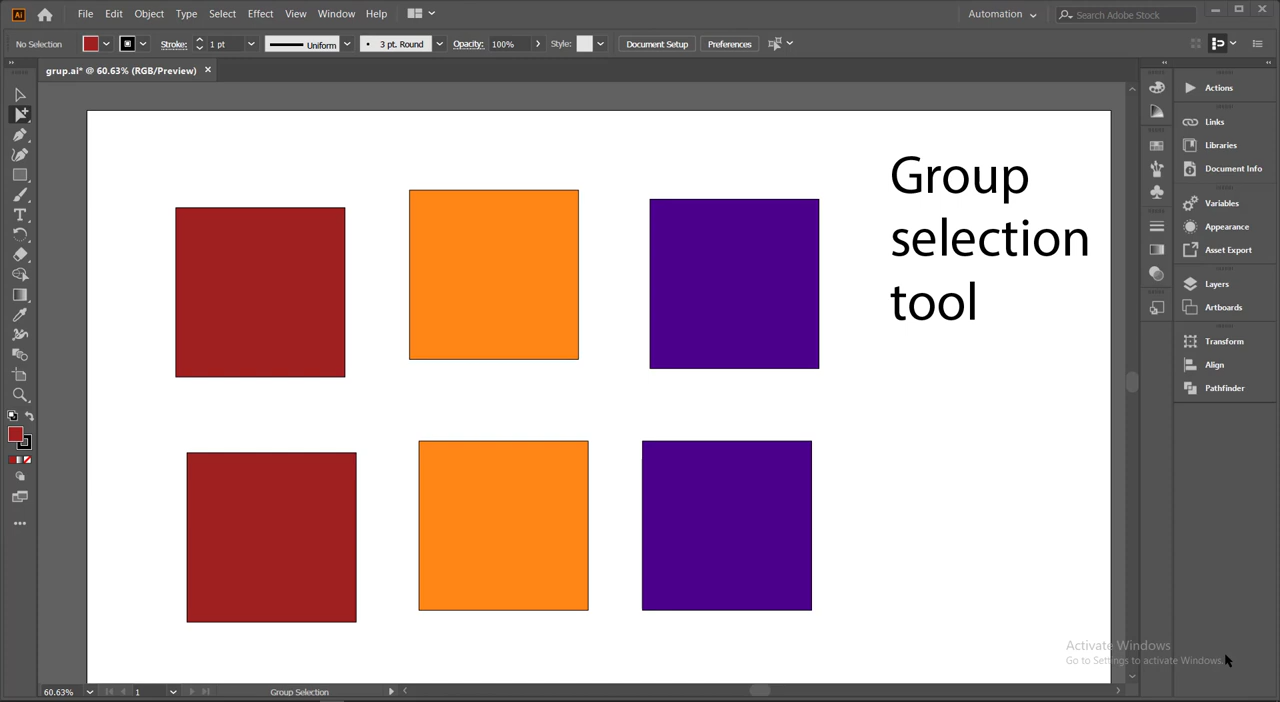 Ai File Edit Object Type Select Effect View Window Help Automation Search Adobe Stock
No Selection Stroke: 1 pt Uniform 3 pt. Round Opacity: 100% Style: Document Setup Preferences
grup.ai* @ 60.63% (RGB/Preview) ×
Actions
Links
Libraries
Document Info
Variables
Appearance
Asset Export
Layers
Artboards
Transform
Align
Pathfinder
Group
selection
tool
Activate Windows
Go to Settings to activate Windows.
60.63% 1 Group Selection